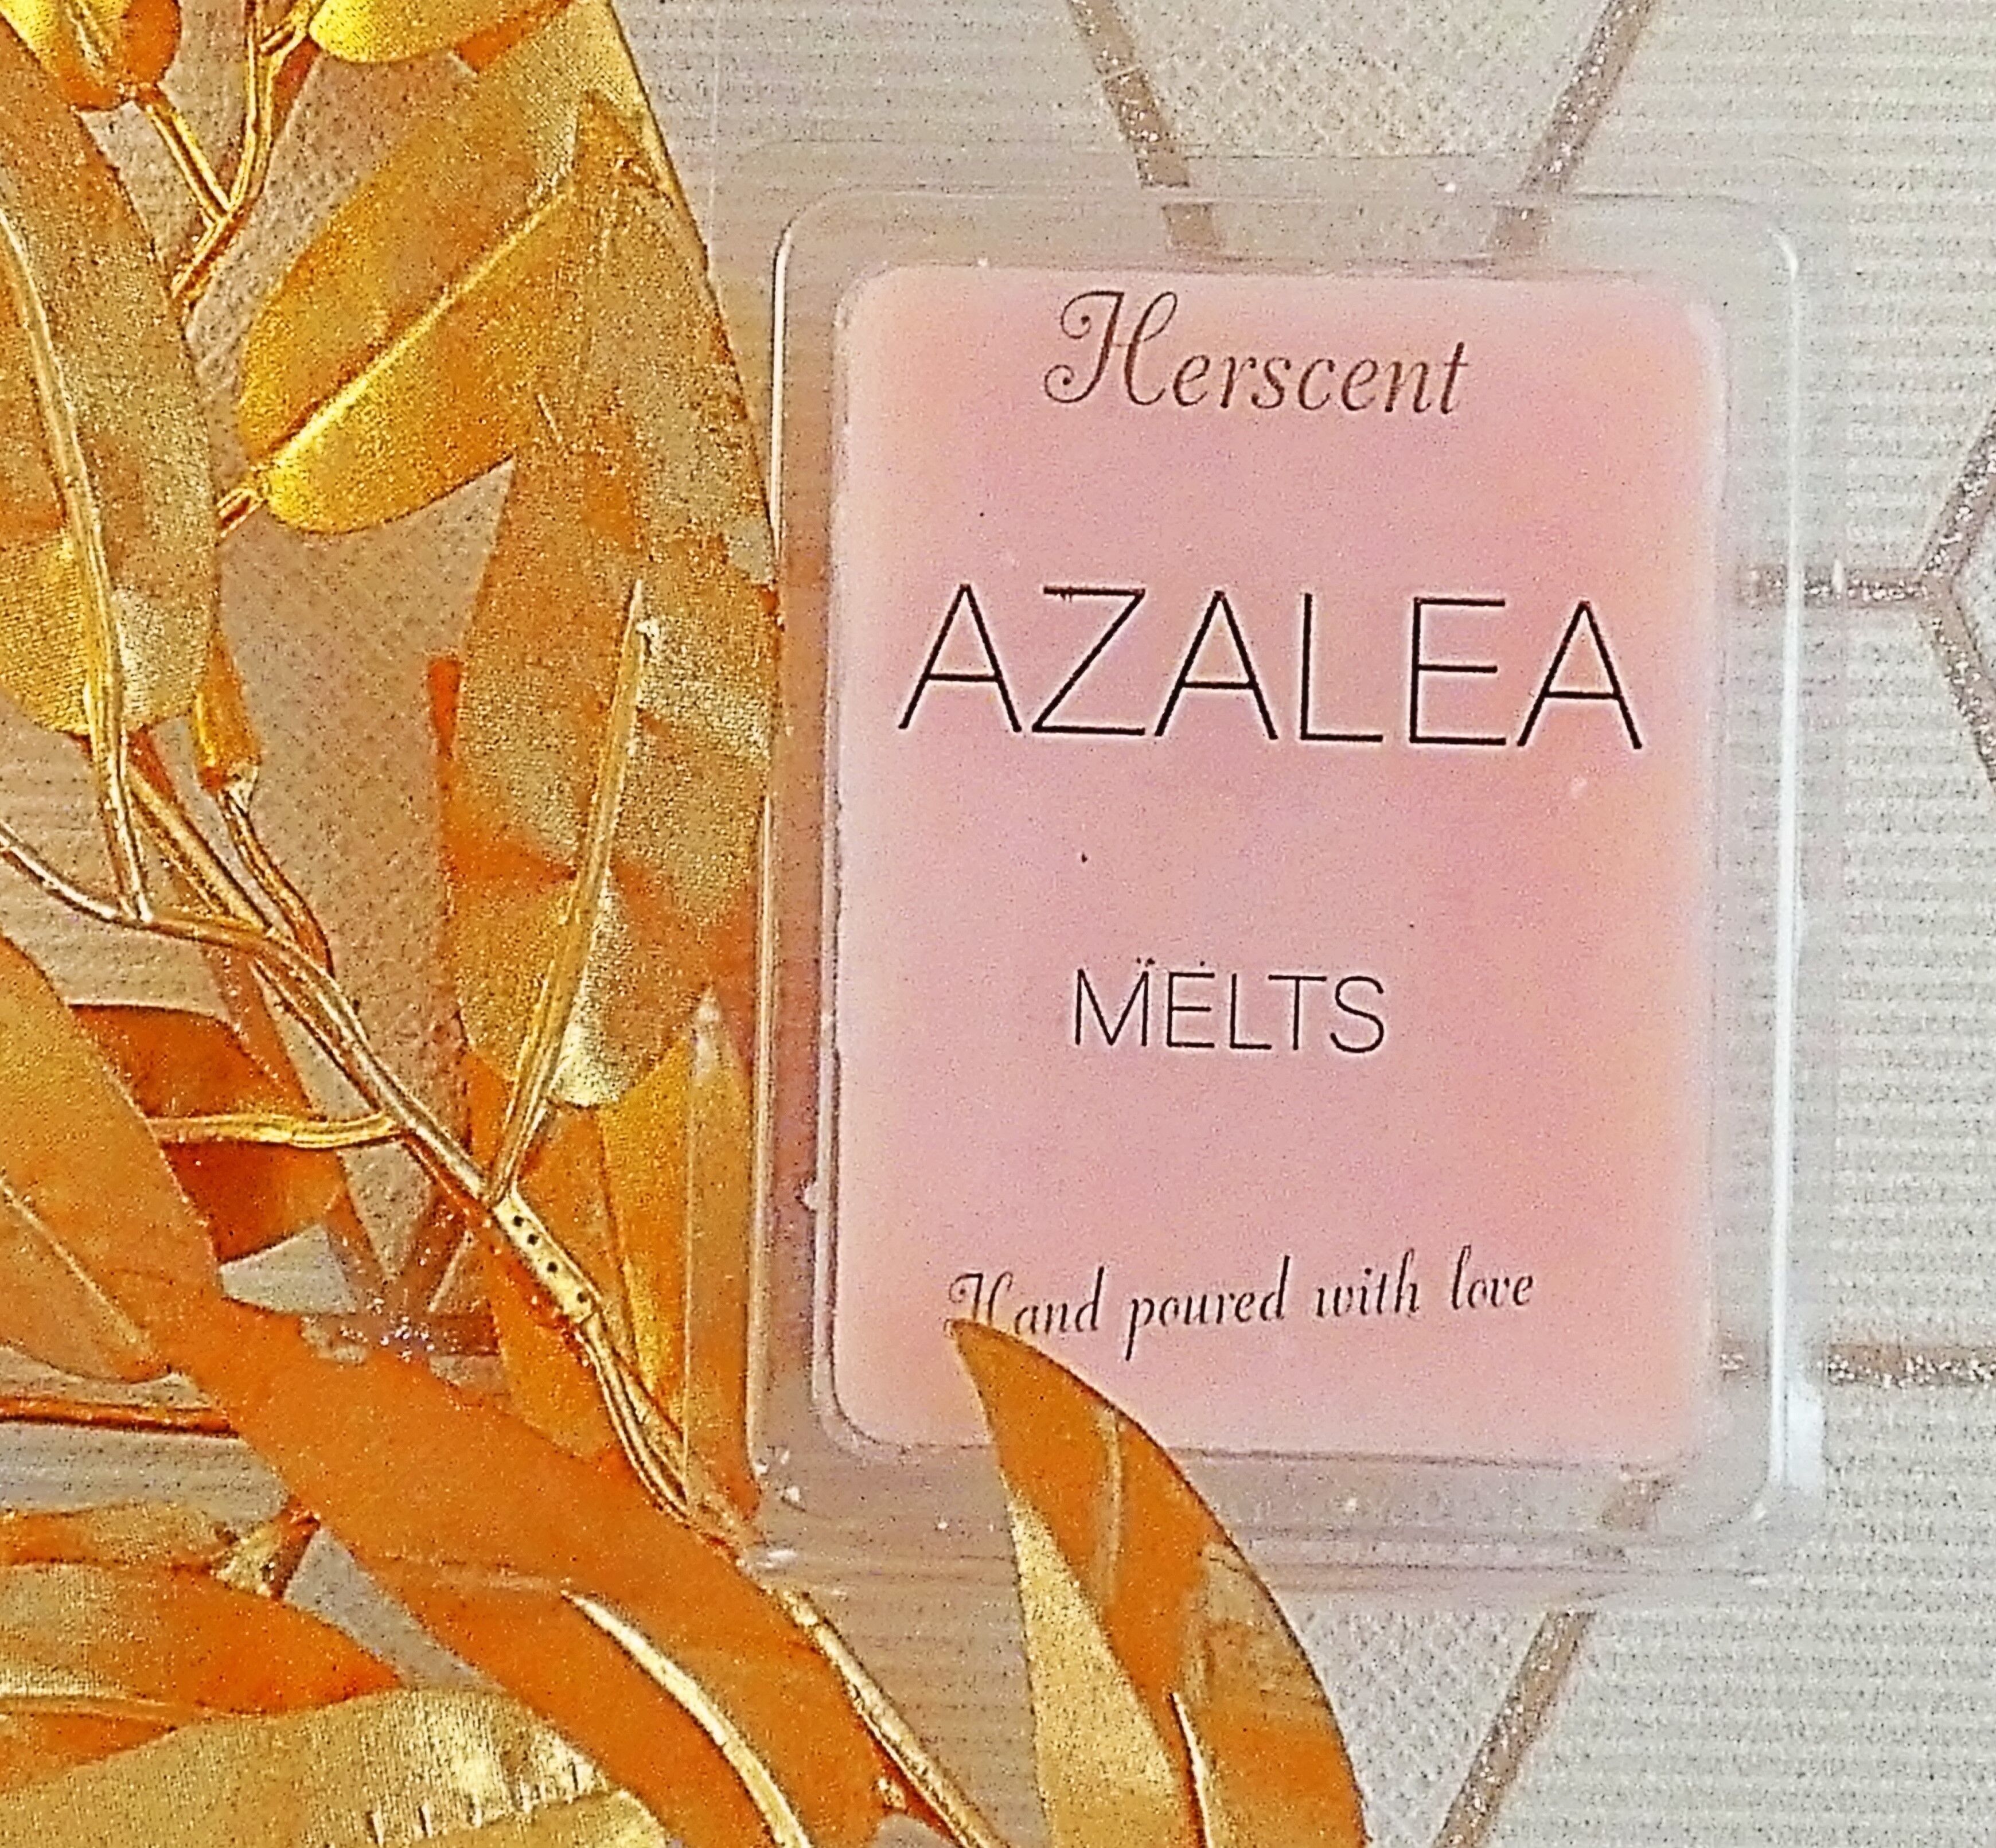 Herscent
AZALEA
MELTS
Hand poured with love